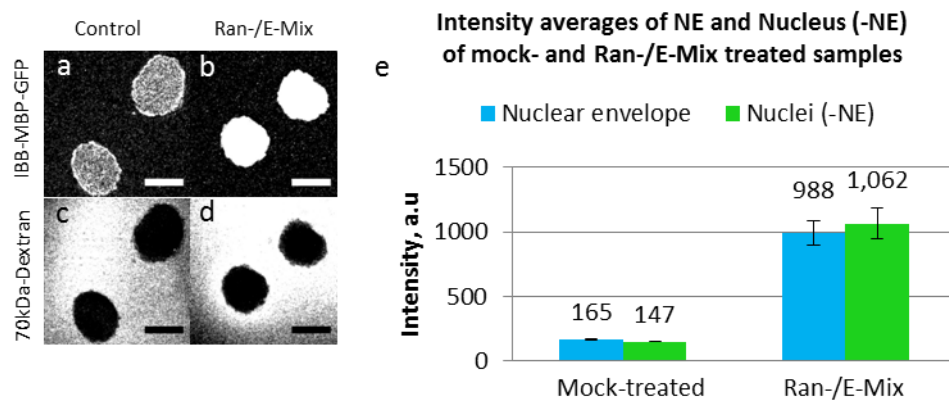 Control Ran-/E-Mix
a b
IBB-MBP-GFP
c d
70kDa-Dextran
e
Intensity averages of NE and Nucleus (-NE)
of mock- and Ran-/E-Mix treated samples
Nuclear envelope Nuclei (-NE)
Intensity, a.u
1500
1000
500
0
165 147
988 1,062
Mock-treated Ran-/E-Mix